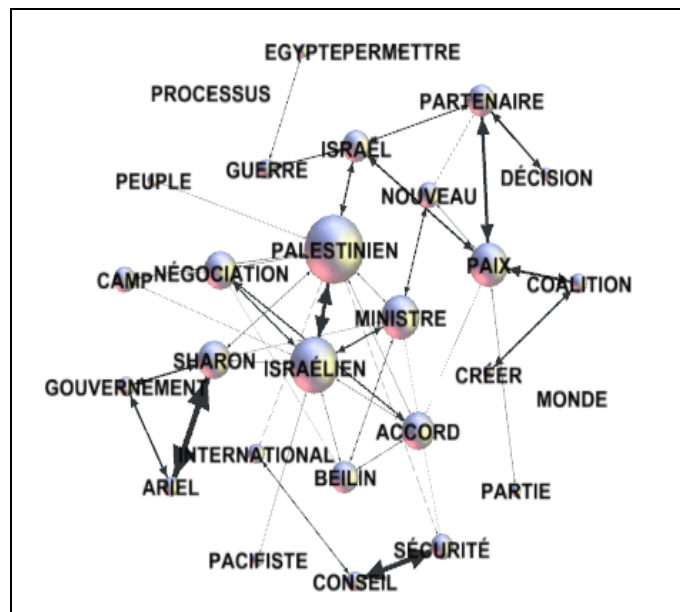 EGYPTEPERMETTRE
PROCESSUS
PARTENAIRE
ISRAËL
GUERRE
DÉCISION
PEUPLE
NOUVEAU
PALESTINIEN
PAIX
CAMP
NÉGOCIATION
COALITION
MINISTRE
SHARON
ISRAÉLIEN
CRÉER
GOUVERNEMENT
MONDE
ACCORD
INTERNATIONAL
BEILIN
ARIEL
PARTIE
SÉCURITÉ
PACIFISTE
CONSEIL